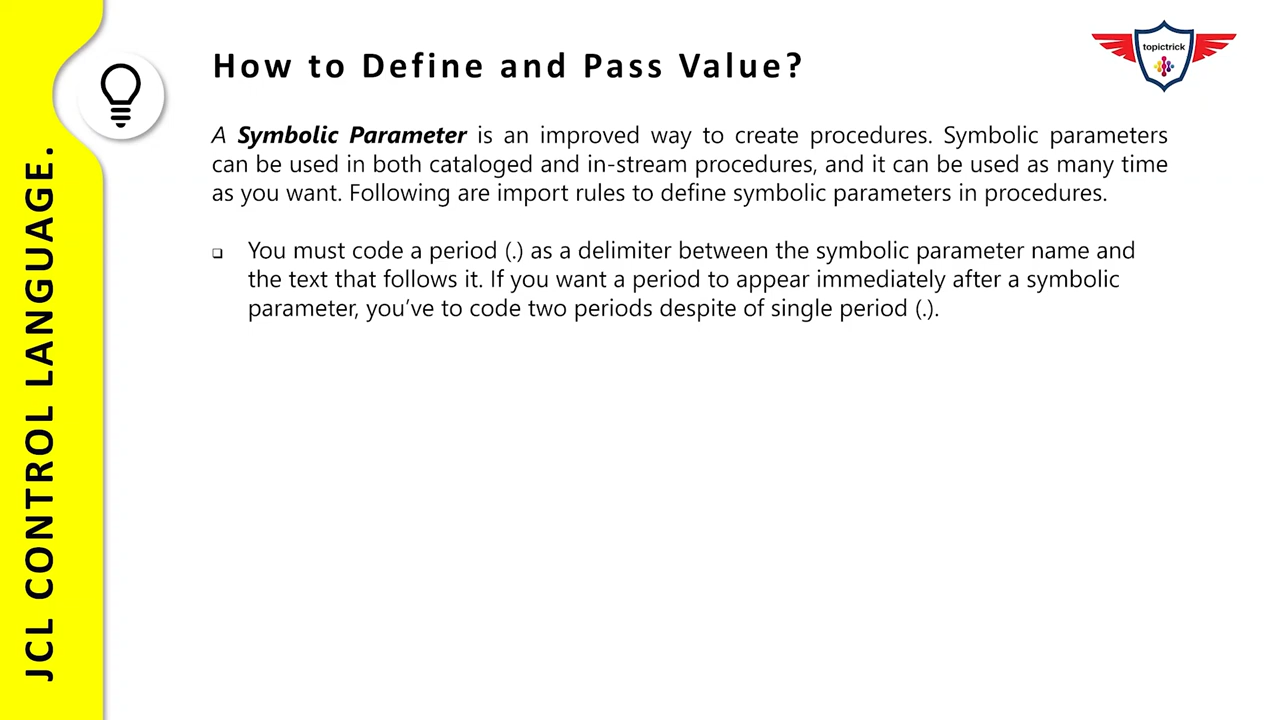 How to Define and Pass Value?
topictrick
A Symbolic Parameter is an improved way to create procedures. Symbolic parameters
can be used in both cataloged and in-stream procedures, and it can be used as many time
as you want. Following are import rules to define symbolic parameters in procedures.
❑ You must code a period (.) as a delimiter between the symbolic parameter name and
the text that follows it. If you want a period to appear immediately after a symbolic
parameter, you’ve to code two periods despite of single period (.).
JCL CONTROL LANGUAGE.